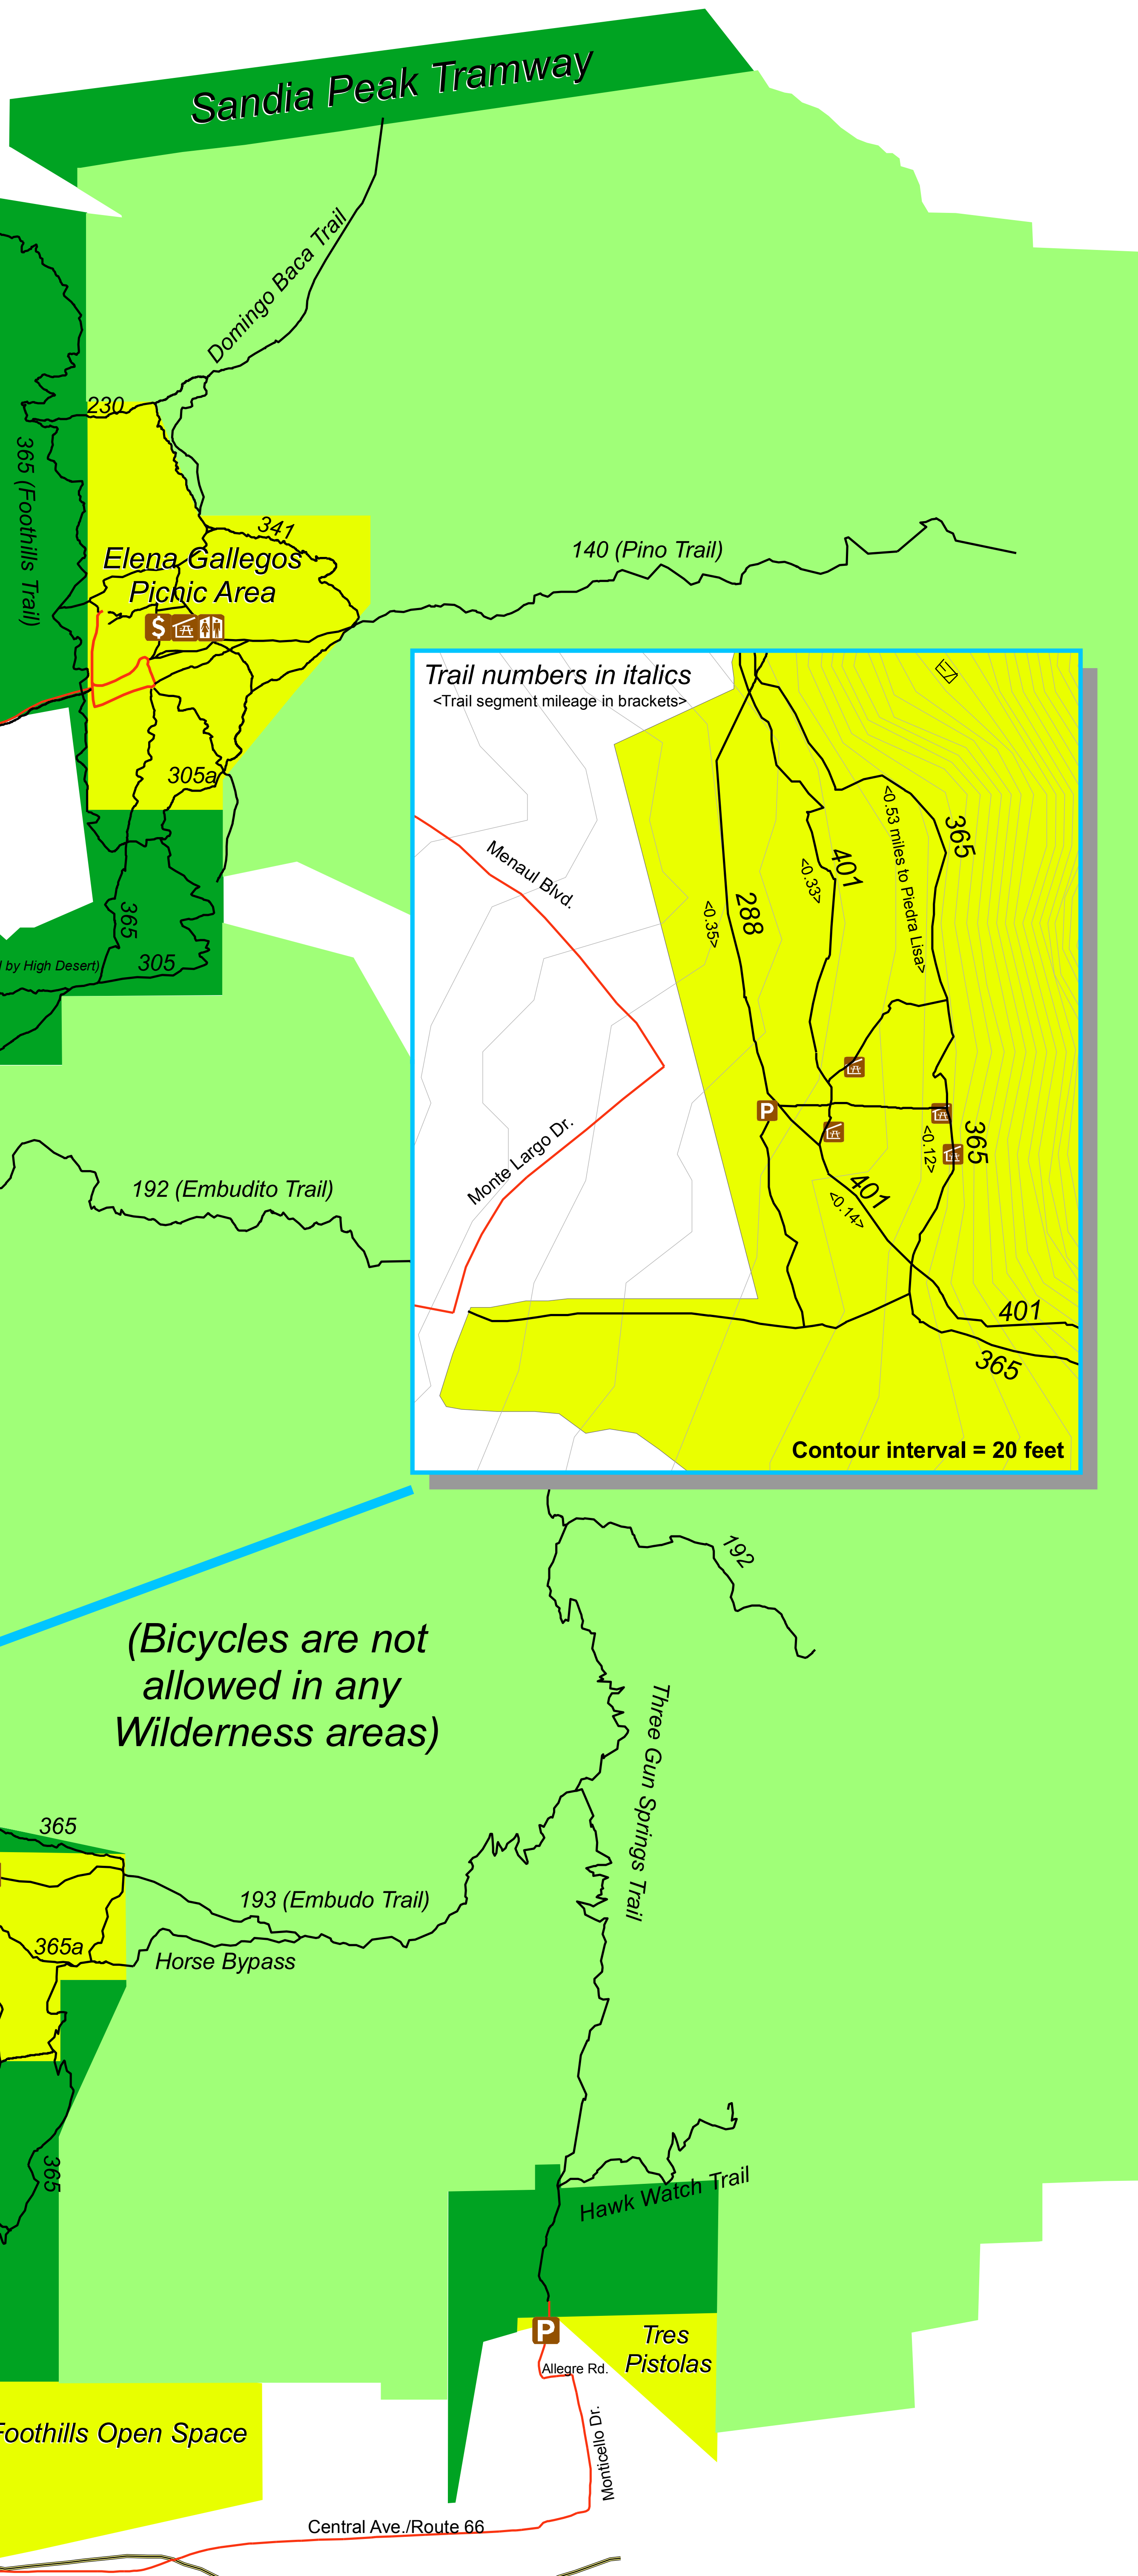 Sandia Peak Tramway
Domingo Baca Trail
230
365 (Foothills Trail)
341
Elena Gallegos
Picnic Area
$
140 (Pino Trail)
305a
365
305
by High Desert)
192 (Embudito Trail)
Trail numbers in italics
<Trail segment mileage in brackets>
Menaul Blvd.
Monte Largo Dr.
288
<0.35>
401
<0.33>
<0.53 miles to Piedra Lisa>
365
P
<0.12>
365
401
<0.14>
401
365
Contour interval = 20 feet
192
(Bicycles are not
allowed in any
Wilderness areas)
Three Gun Springs Trail
365
193 (Embudo Trail)
365a
Horse Bypass
365
Hawk Watch Trail
P
Tres
Pistolas
Allegre Rd.
Monticello Dr.
Foothills Open Space
Central Ave./Route 66